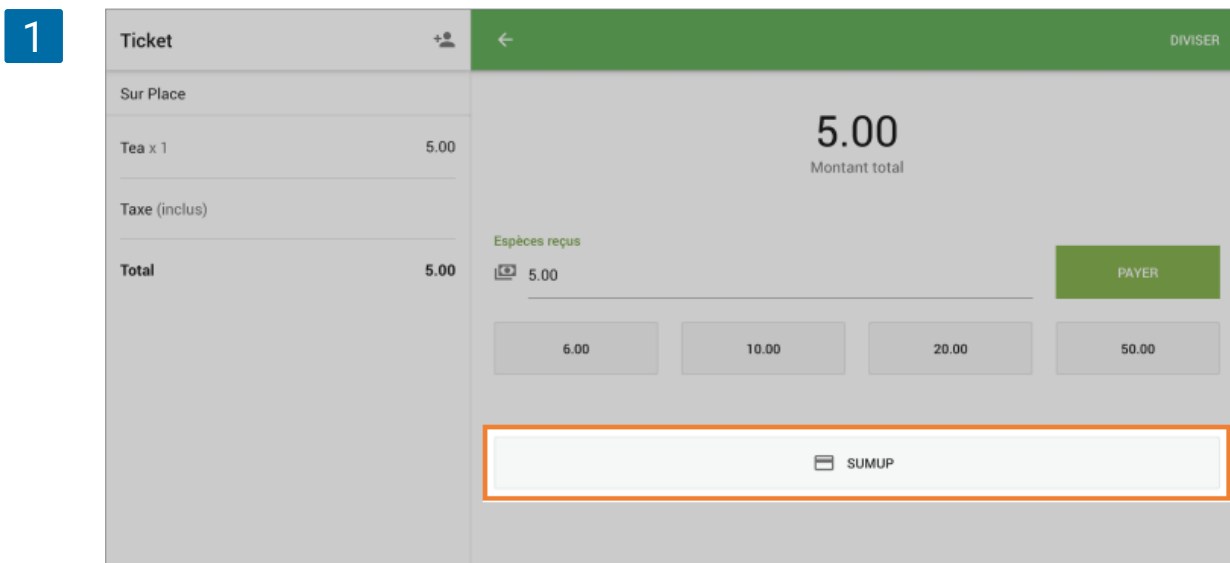 1
Ticket
DIVISER
Sur Place
Tea x 1 5.00
Taxe (inclus)
Total 5.00
5.00
Montant total
Espèces reçus
5.00
PAYER
6.00 10.00 20.00 50.00
SUMUP